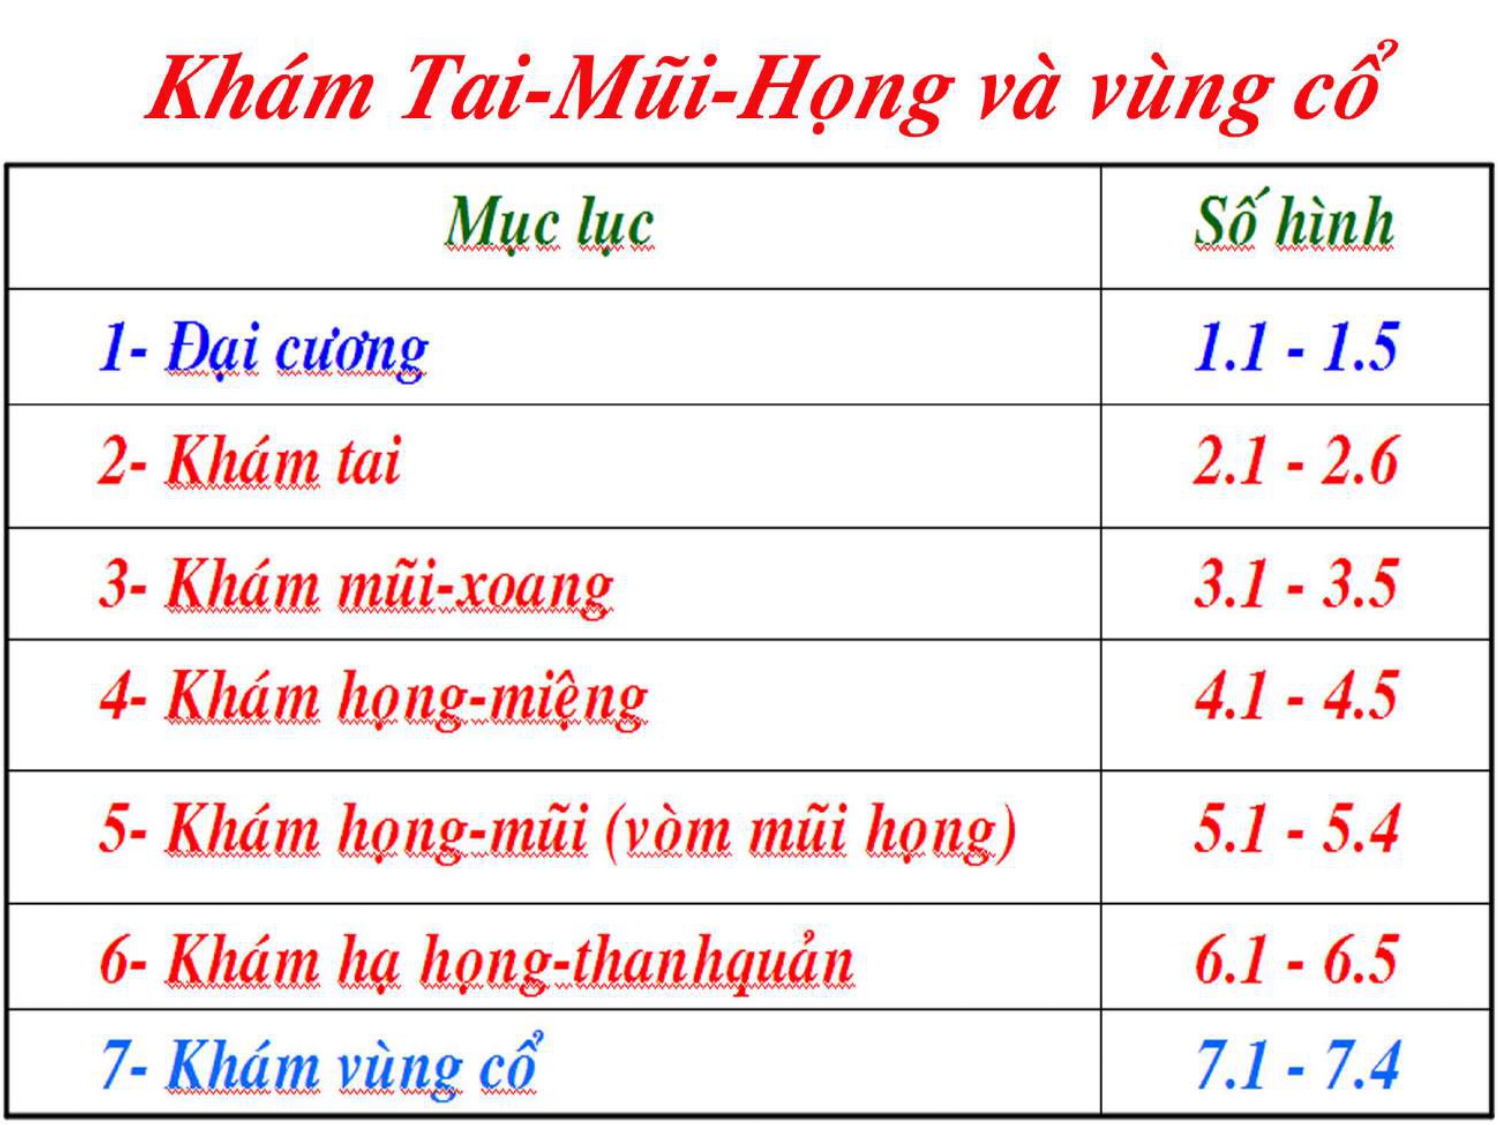 Khám Tai-Mũi-Họng và vùng cổ
Mục lục Số hình
1- Đại cương 1.1 - 1.5
2- Khám tai 2.1 - 2.6
3- Khám mũi-xoang 3.1 - 3.5
4- Khám họng-miệng 4.1 - 4.5
5- Khám họng-mũi (vòm mũi họng) 5.1 - 5.4
6- Khám hạ họng-thanhquản 6.1 - 6.5
7- Khám vùng cổ 7.1 - 7.4